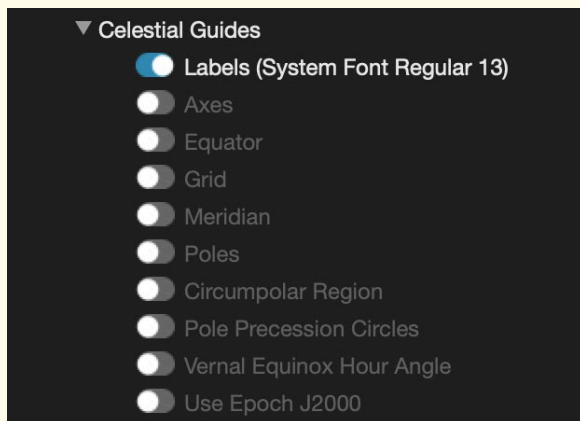 Celestial Guides
Labels (System Font Regular 13)
Axes
Equator
Grid
Meridian
Poles
Circumpolar Region
Pole Precession Circles
Vernal Equinox Hour Angle
Use Epoch J2000